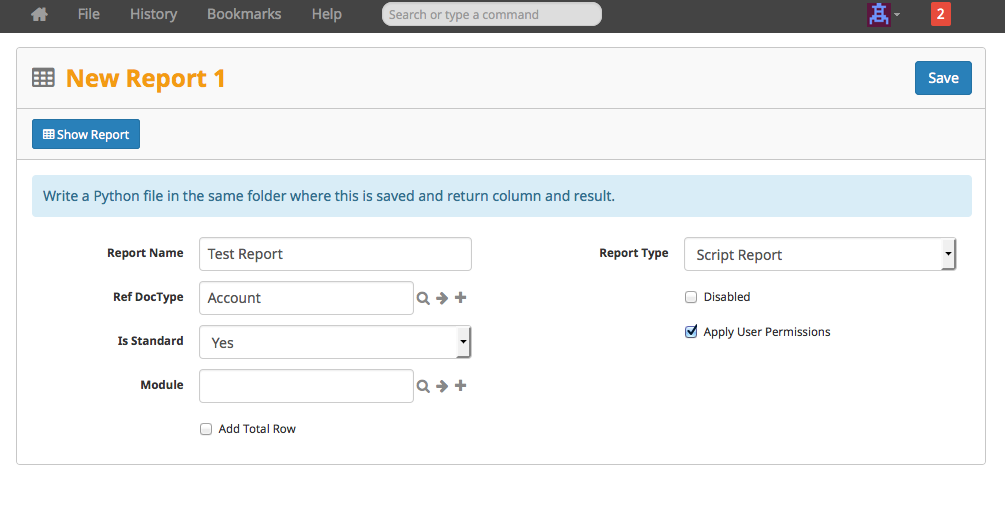 File History Bookmarks Help Search or type a command 2
New Report 1 Save
Show Report
Write a Python file in the same folder where this is saved and return column and result.
Report Name Test Report Report Type Script Report
Ref DocType Account Disabled
Is Standard Yes Apply User Permissions
Module
Add Total Row